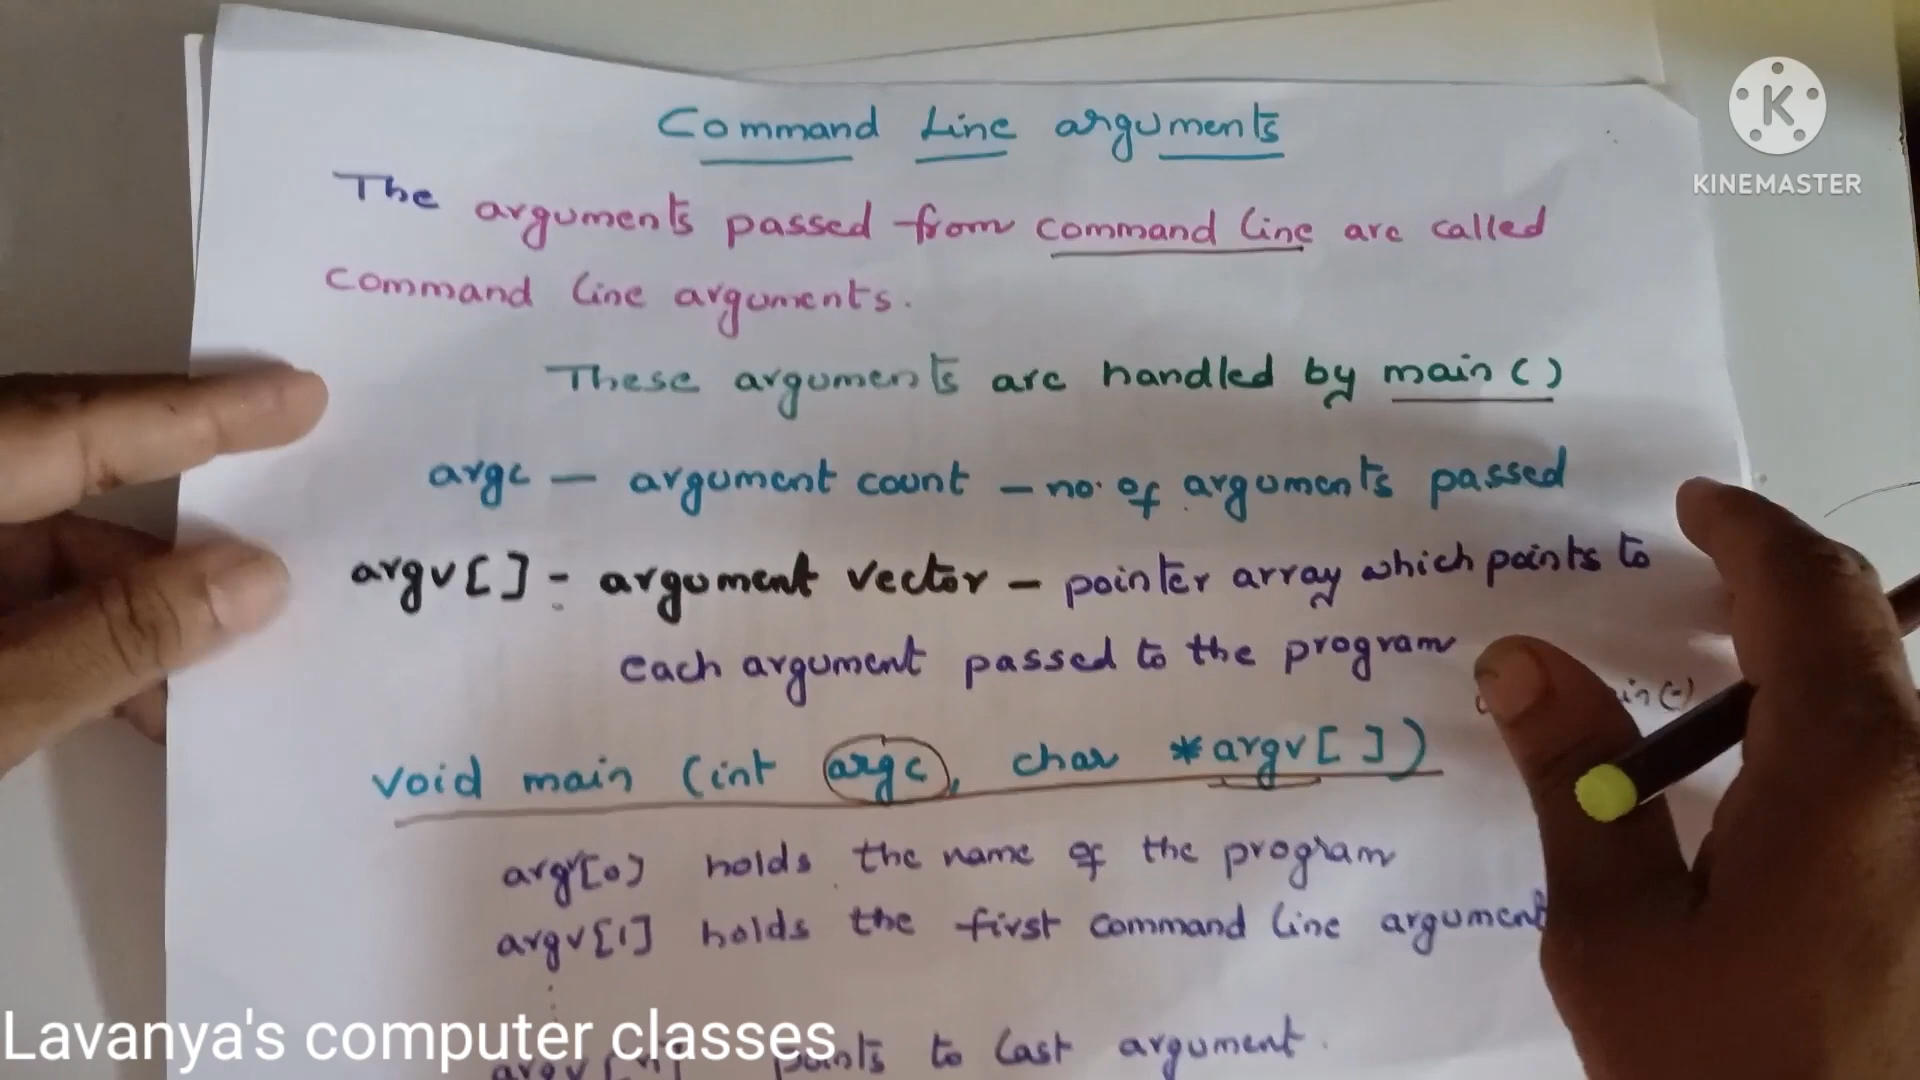 Command Line arguments
The arguments passed from command line are called
command line arguments.
These arguments are handled by main()
argc — argument count — no. of arguments passed
argv[] - argument vector — pointer array which points to
each argument passed to the program
void main (int argc, char *argv[])
argv[0] holds the name of the program
argv[1] holds the first command line argument
points to last argument.
K
KINEMASTER
Lavanya's computer classes